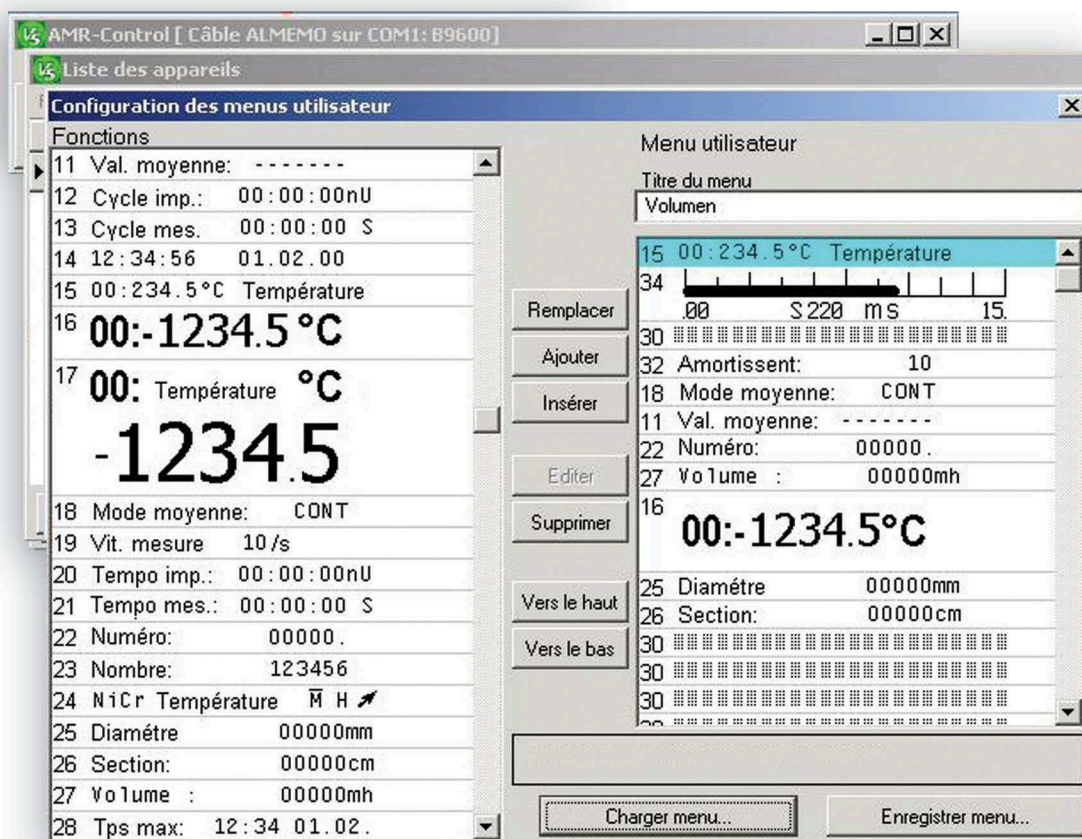 AMR-Control [ Câble ALMEMO sur COM1: B9600]
Liste des appareils
Configuration des menus utilisateur
Fonctions
11 Val. moyenne: -------
12 Cycle imp.: 00:00:00nU
13 Cycle mes. 00:00:00 S
14 12:34:56 01.02.00
15 00:234.5°C Température
16 00:-1234.5°C
17 00: Température °C
-1234.5
18 Mode moyenne: CONT
19 Vit. mesure 10/s
20 Tempo imp.: 00:00:00nU
21 Tempo mes.: 00:00:00 S
22 Numéro: 00000.
23 Nombre: 123456
24 NiCr Température M̅ H
25 Diamétre 00000mm
26 Section: 00000cm
27 Volume : 00000mh
28 Tps max: 12:34 01.02.
Remplacer
Ajouter
Insérer
Editer
Supprimer
Vers le haut
Vers le bas
Menu utilisateur
Titre du menu
Volumen
15 00:234.5°C Température
34
.00 S220 ms 15.
30
32 Amortissent: 10
18 Mode moyenne: CONT
11 Val. moyenne: -------
22 Numéro: 00000.
27 Volume : 00000mh
16 00:-1234.5°C
25 Diamétre 00000mm
26 Section: 00000cm
30
30
30
Charger menu...
Enregistrer menu...